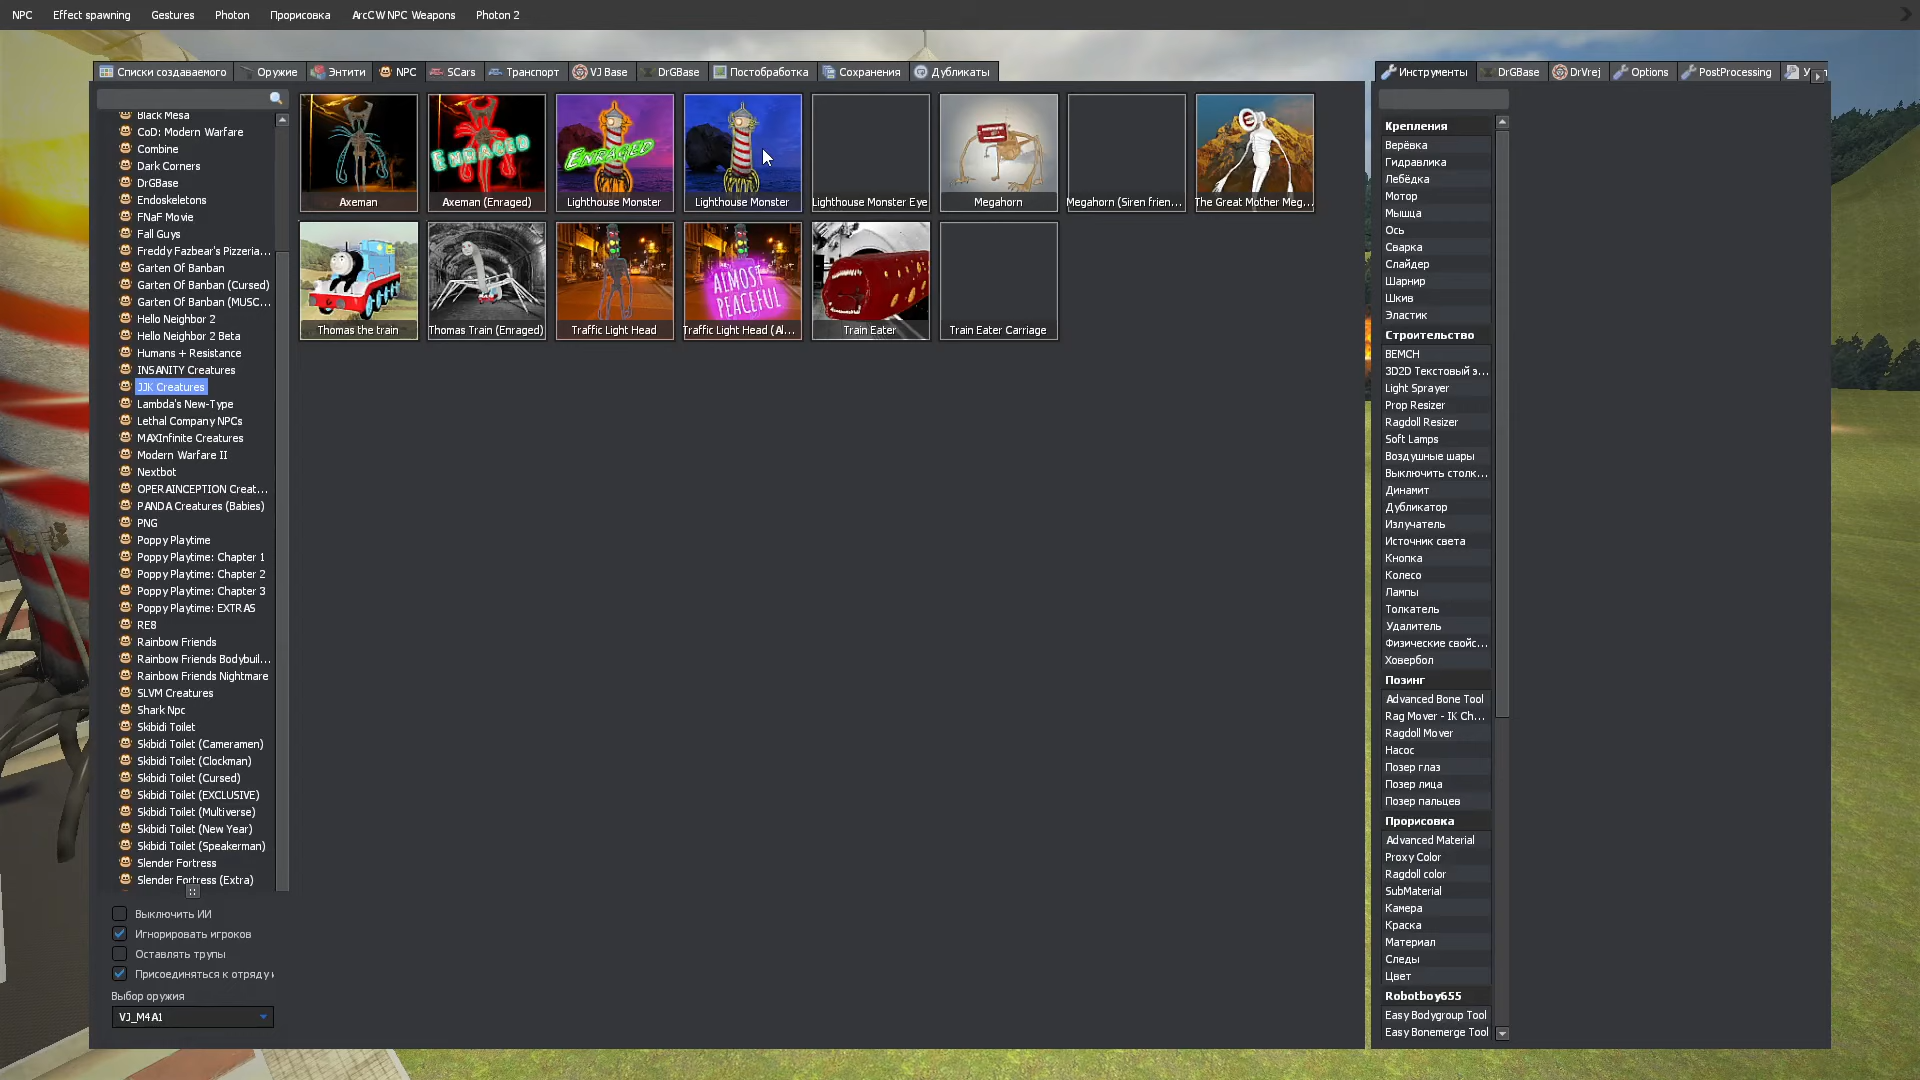 NPC Effect spawning Gestures Photon Прорисовка ArcCW NPC Weapons Photon 2
Списки создаваемого Оружие Энтити NPC SCars Транспорт VJ Base DrGBase Постобработка Сохранения Дубликаты
Black Mesa
CoD: Modern Warfare
Combine
Dark Corners
DrGBase
Endoskeletons
FNaF Movie
Fall Guys
Freddy Fazbear's Pizzeria...
Garten Of Banban
Garten Of Banban (Cursed)
Garten Of Banban (MUSC...
Hello Neighbor 2
Hello Neighbor 2 Beta
Humans + Resistance
INSANITY Creatures
JJK Creatures
Lambda's New-Type
Lethal Company NPCs
MAXInfinite Creatures
Modern Warfare II
Nextbot
OPERAINCEPTION Creat...
PANDA Creatures (Babies)
PNG
Poppy Playtime
Poppy Playtime: Chapter 1
Poppy Playtime: Chapter 2
Poppy Playtime: Chapter 3
Poppy Playtime: EXTRAS
RE8
Rainbow Friends
Rainbow Friends Bodybuil...
Rainbow Friends Nightmare
SLVM Creatures
Shark Npc
Skibidi Toilet
Skibidi Toilet (Cameramen)
Skibidi Toilet (Clockman)
Skibidi Toilet (Cursed)
Skibidi Toilet (EXCLUSIVE)
Skibidi Toilet (Multiverse)
Skibidi Toilet (New Year)
Skibidi Toilet (Speakerman)
Slender Fortress
Slender Fortress (Extra)
Выключить ИИ
Игнорировать игроков
Оставлять трупы
Присоединяться к отряду и
Выбор оружия
VJ_M4A1
ENRAGED
ENRAGED
Axeman Axeman (Enraged) Lighthouse Monster Lighthouse Monster Lighthouse Monster Eye Megahorn Megahorn (Siren frien... The Great Mother Meg...
ALMOST
PEACEFUL
Thomas the train Thomas Train (Enraged) Traffic Light Head Traffic Light Head (Al... Train Eater Train Eater Carriage
Инструменты DrGBase DrVrej Options PostProcessing
Крепления
Верёвка
Гидравлика
Лебёдка
Мотор
Мышца
Ось
Сварка
Слайдер
Шарнир
Шкив
Эластик
Строительство
BEMCH
3D2D Текстовый э...
Light Sprayer
Prop Resizer
Ragdoll Resizer
Soft Lamps
Воздушные шары
Выключить столк...
Динамит
Дубликатор
Излучатель
Источник света
Кнопка
Колесо
Лампы
Толкатель
Удалитель
Физические свойс...
Ховербол
Позинг
Advanced Bone Tool
Rag Mover - IK Ch...
Ragdoll Mover
Насос
Позер глаз
Позер лица
Позер пальцев
Прорисовка
Advanced Material
Proxy Color
Ragdoll color
SubMaterial
Камера
Краска
Материал
Следы
Цвет
Robotboy655
Easy Bodygroup Tool
Easy Bonemerge Tool